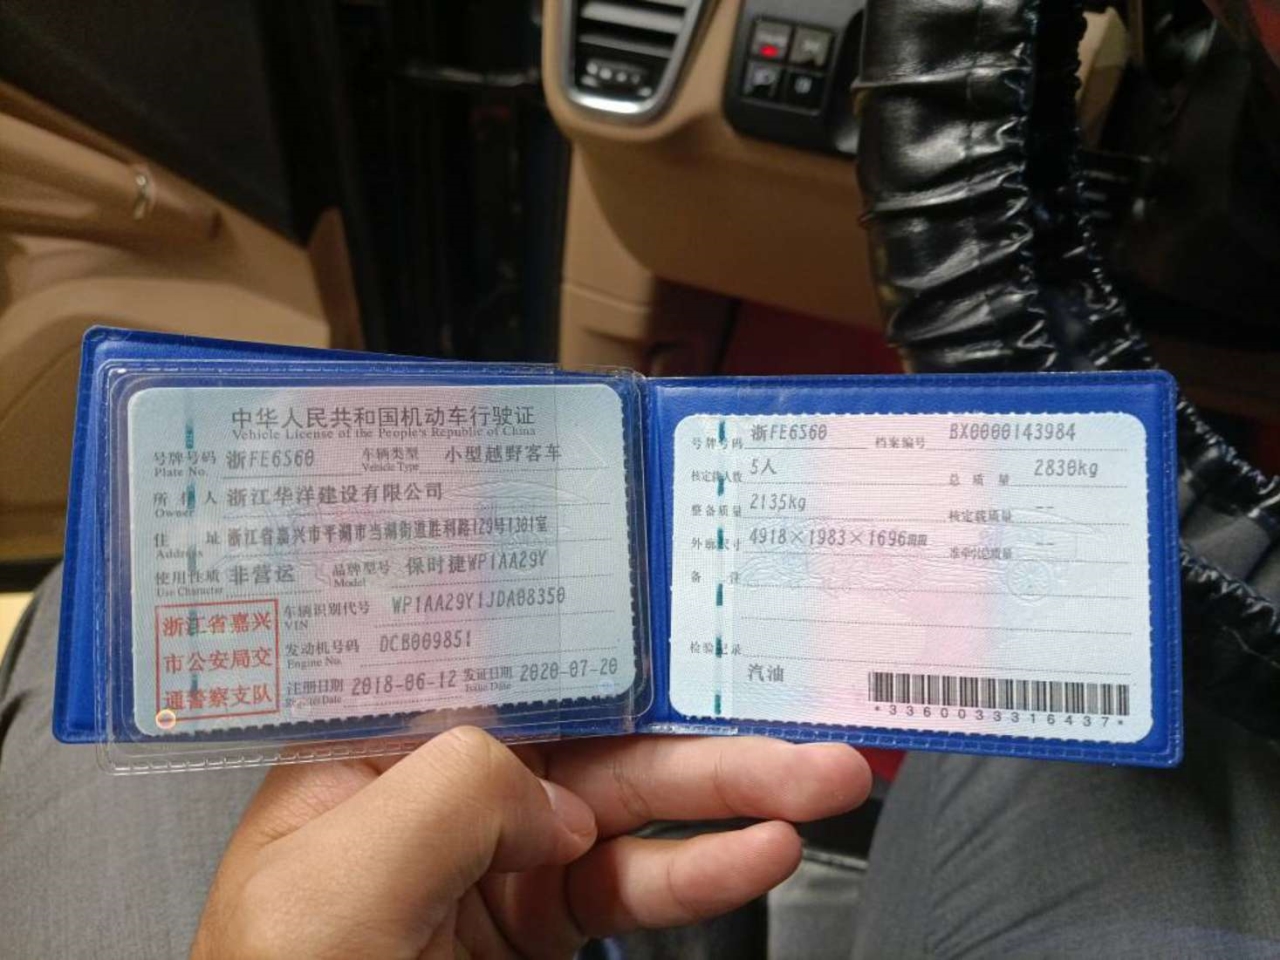 中华人民共和国机动车行驶证
Vehicle License of the People's Republic of China
号牌号码 浙FE6S60 车辆类型 小型越野客车
Plate No. Vehicle Type
所有人 浙江华洋建设有限公司
Owner
住址 浙江省嘉兴市平湖市当湖街道胜利路129号1301室
Address
使用性质 非营运 品牌型号 保时捷WP1AA29Y
Use Character Model
浙江省嘉兴
市公安局交
通警察支队
车辆识别代号 WP1AA29Y1JDA08350
VIN
发动机号码 DCB009851
Engine No.
注册日期 2018-06-12 发证日期 2020-07-20
Register Date Issue Date
号牌号码 浙FE6S60 档案编号 BX0000143984
核定载人数 5人 总质量 2830kg
整备质量 2135kg 核定载质量 --
外廓尺寸 4918×1983×1696mm 准牵引总质量 --
备注
检验记录
汽油
*3360033316437*